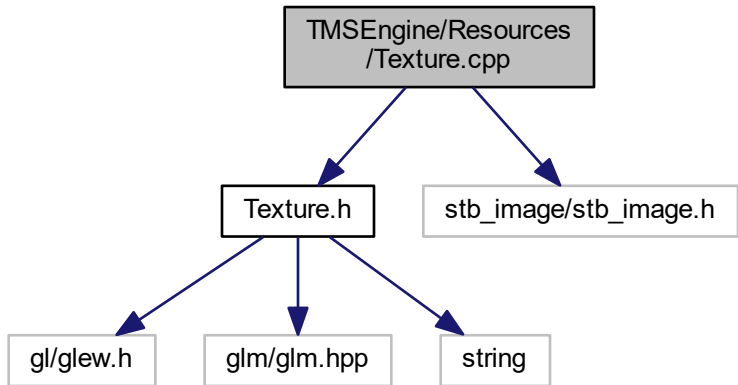 TMSEngine/Resources
/Texture.cpp
Texture.h
stb_image/stb_image.h
gl/glew.h
glm/glm.hpp
string